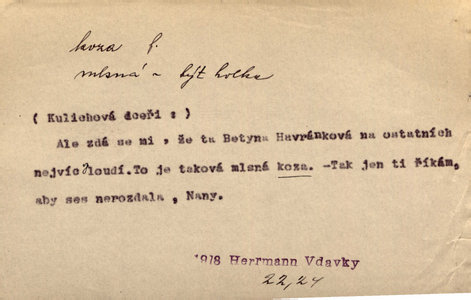 koza f.
mlsná - být holka
( Kulichová dceři : )
Ale zdá se mi , že ta Betyna Havránková na ostatních
nejvíc?loudí.To je taková mlsná koza. -Tak jen ti říkám,
aby ses nerozdala , Nany.
1918 Herrmann Vdavky
22,24